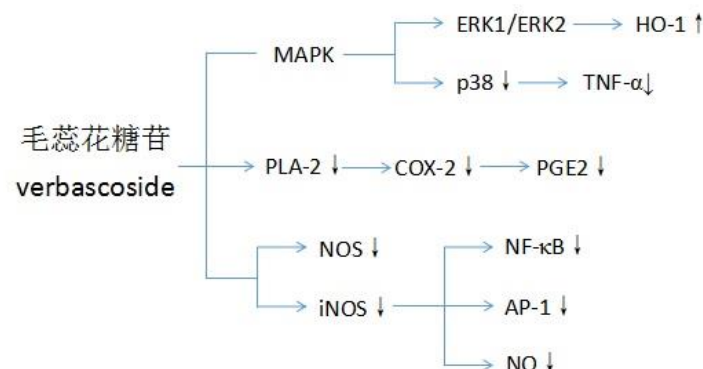 ERK1/ERK2 → HO-1 ↑
MAPK
p38 ↓ → TNF-α↓
毛蕊花糖苷
verbascoside
PLA-2 ↓ → COX-2 ↓ → PGE2 ↓
NOS ↓
NF-κB ↓
iNOS ↓
AP-1 ↓
NO ↓